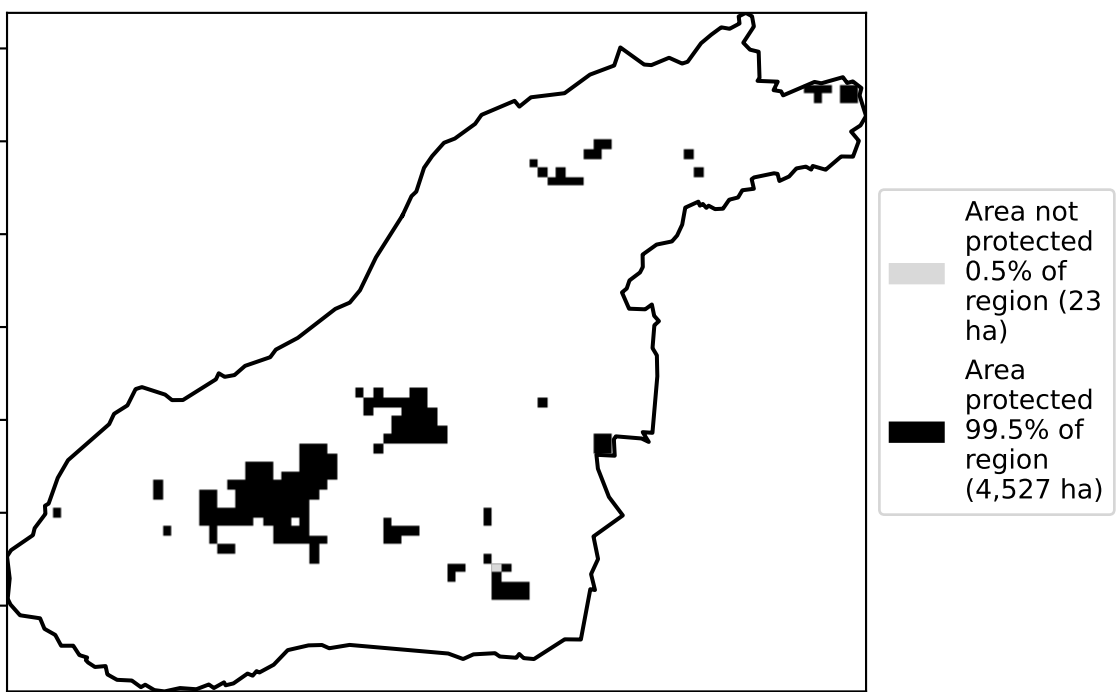 Area not
protected
0.5% of
region (23
ha)
Area
protected
99.5% of
region
(4,527 ha)